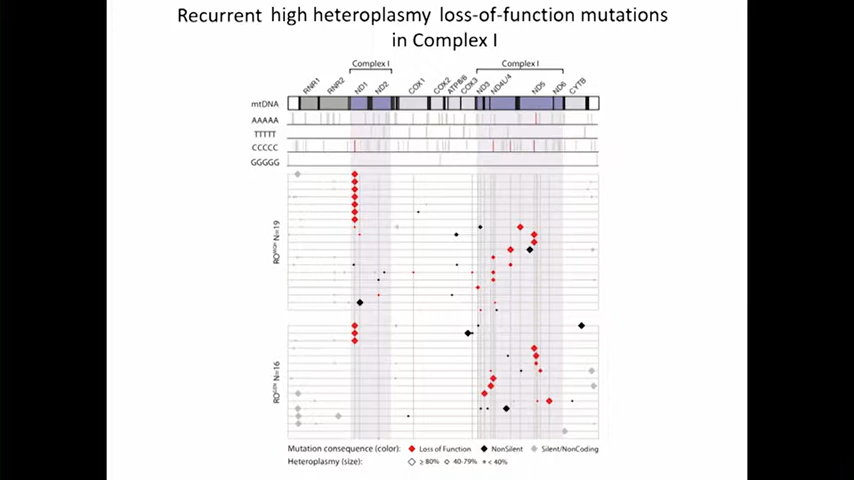 Recurrent high heteroplasmy loss-of-function mutations
in Complex I
Complex I Complex I
RNR1 RNR2 ND1 ND2 COX1 COX2 ATP8/6 COX3 ND3 ND4L/4 ND5 ND6 CYTB
mtDNA
AAAAA
TTTTT
CCCCC
GGGGG
N=19
N=16
Mutation consequence (color): Loss of Function NonSilent Silent/NonCoding
Heteroplasmy (size): ≥ 80% 40-79% < 40%